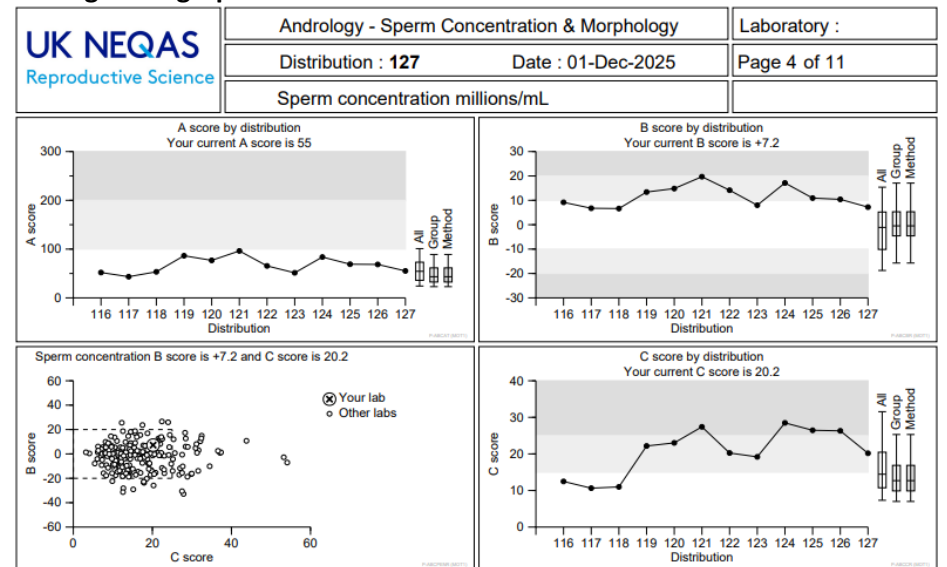 UK NEQAS
Reproductive Science
Andrology - Sperm Concentration & Morphology
Laboratory :
Distribution : 127
Date : 01-Dec-2025
Page 4 of 11
Sperm concentration millions/mL
A score by distribution
Your current A score is 55
300
200
100
0
A score
116 117 118 119 120 121 122 123 124 125 126 127
Distribution
All
Group
Method
B score by distribution
Your current B score is +7.2
30
20
10
0
-10
-20
-30
B score
116 117 118 119 120 121 122 123 124 125 126 127
Distribution
All
Group
Method
Sperm concentration B score is +7.2 and C score is 20.2
60
40
20
0
-20
-40
-60
B score
0 20 40 60
C score
Your lab
Other labs
C score by distribution
Your current C score is 20.2
40
30
20
10
0
C score
116 117 118 119 120 121 122 123 124 125 126 127
Distribution
All
Group
Method